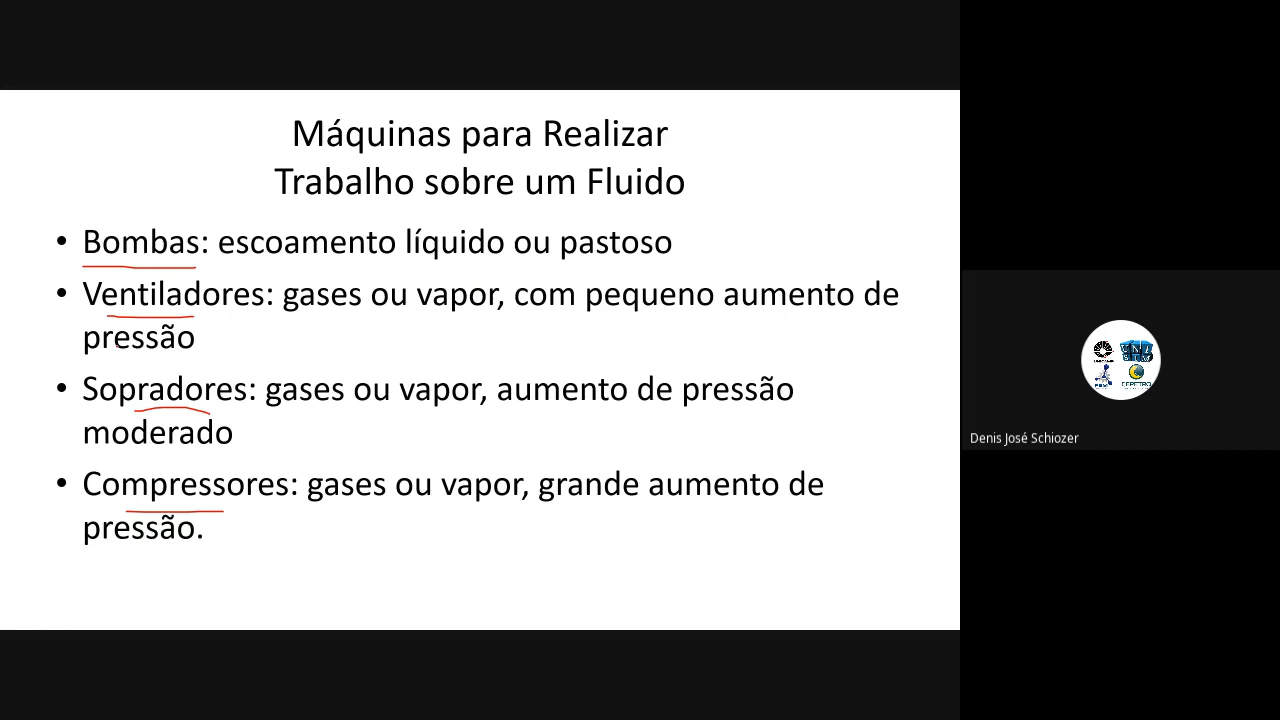 Máquinas para Realizar
Trabalho sobre um Fluido
• Bombas: escoamento líquido ou pastoso
• Ventiladores: gases ou vapor, com pequeno aumento de
pressão
• Sopradores: gases ou vapor, aumento de pressão
moderado
• Compressores: gases ou vapor, grande aumento de
pressão.
Denis José Schiozer